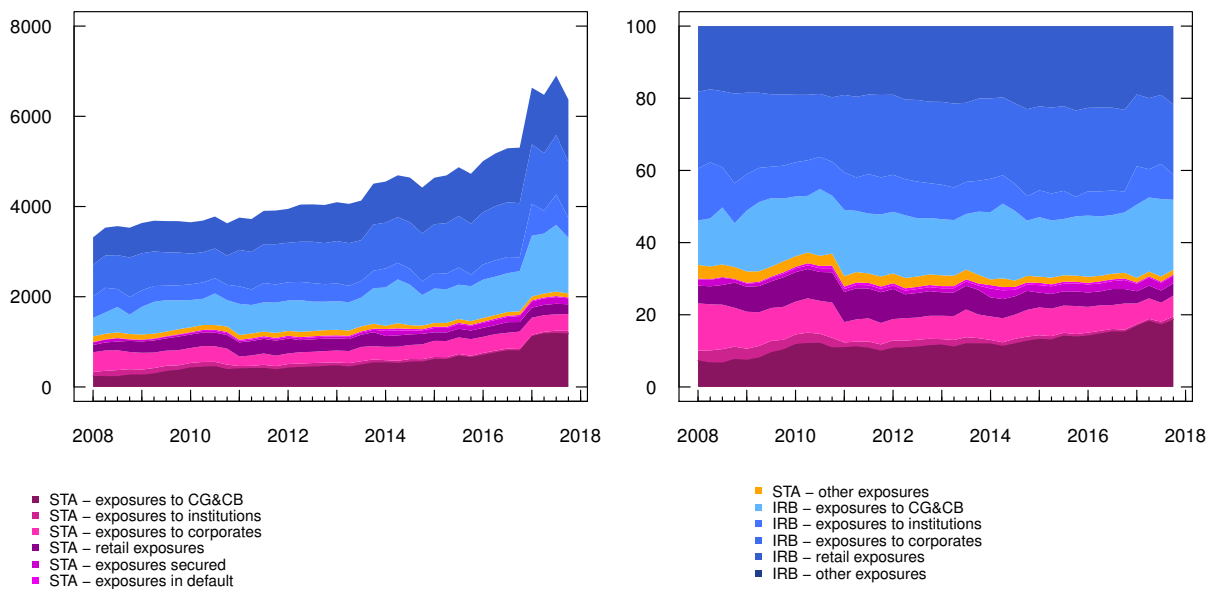 8000
6000
4000
2000
0
2008 2010 2012 2014 2016 2018
100
80
60
40
20
0
2008 2010 2012 2014 2016 2018
STA − exposures to CG&CB
STA − exposures to institutions
STA − exposures to corporates
STA − retail exposures
STA − exposures secured
STA − exposures in default
STA − other exposures
IRB − exposures to CG&CB
IRB − exposures to institutions
IRB − exposures to corporates
IRB − retail exposures
IRB − other exposures